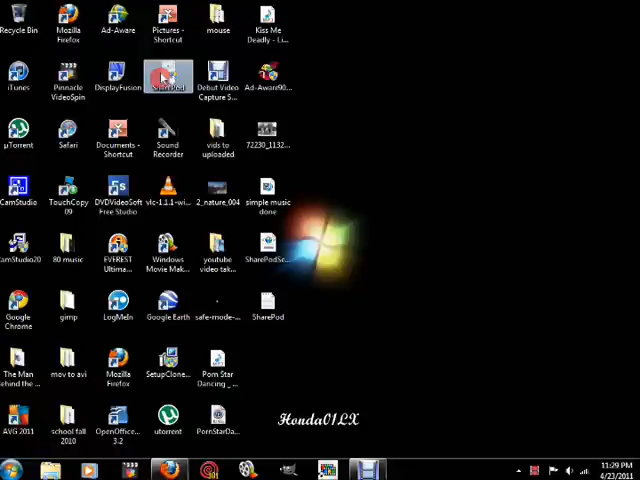 Recycle Bin
Mozilla
Firefox
Ad-Aware
Pictures -
Shortcut
mouse
Kiss Me
Deadly - Li...
iTunes
Pinnacle
VideoSpin
DisplayFusion
Debut Video
Capture S...
Ad-Aware90...
µTorrent
Safari
Documents -
Shortcut
Sound
Recorder
vids to
uploaded
72230_1132...
CamStudio
TouchCopy
09
DVDVideoSoft
Free Studio
vlc-1.1.1-wi...
2_nature_004
simple music
done
CamStudio20
80 music
EVEREST
Ultima...
Windows
Movie Mak...
youtube
video tak...
SharePodSe...
Google
Chrome
gimp
LogMeIn
Google Earth
safe-mode-...
SharePod
The Man
behind the ...
mov to avi
Mozilla
Firefox
SetupClone...
Porn Star
Dancing _ ...
AVG 2011
school fall
2010
OpenOffice...
3.2
utorrent
PornStarDa...
Honda01LX
11:29 PM
4/23/2011